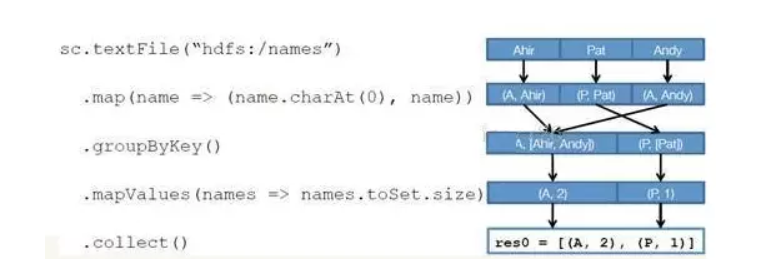 sc.textFile(“hdfs:/names”)
Ahir Pat Andy
.map(name => (name.charAt(0), name))
(A, Ahir) (P, Pat) (A, Andy)
.groupByKey()
A, [Ahir, Andy]) (P, [Pat])
.mapValues(names => names.toSet.size)
(A, 2) (P, 1)
.collect()
res0 = [(A, 2), (P, 1)]